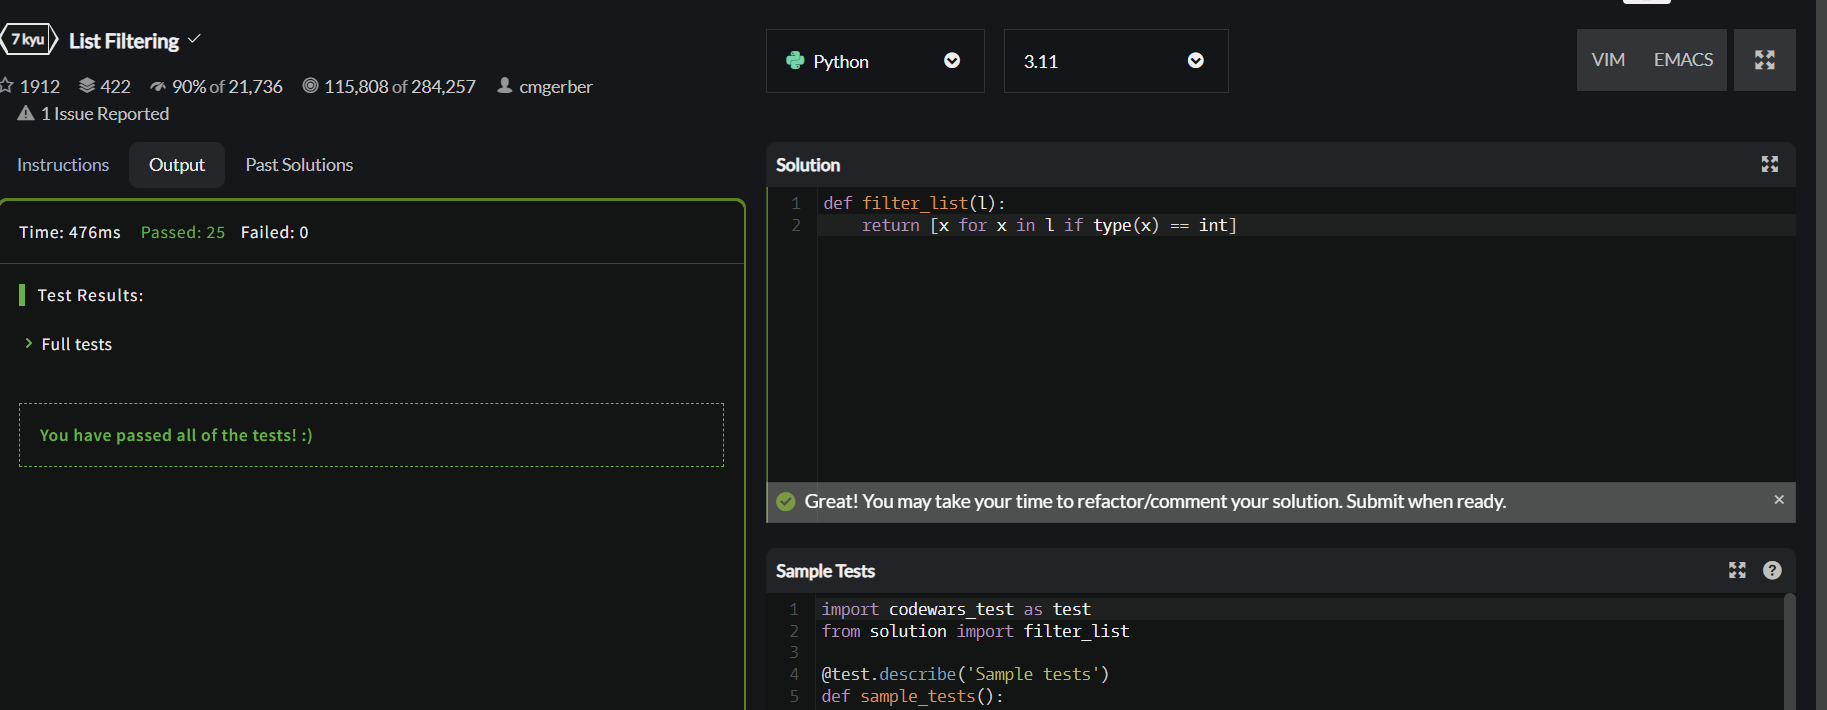 7 kyu List Filtering
1912 422 90% of 21,736 115,808 of 284,257 cmgerber
1 Issue Reported
Instructions Output Past Solutions
Time: 476ms Passed: 25 Failed: 0
Test Results:
Full tests
You have passed all of the tests! :)
Python 3.11 VIM EMACS
Solution
1 def filter_list(l):
2     return [x for x in l if type(x) == int]
Great! You may take your time to refactor/comment your solution. Submit when ready. ×
Sample Tests ?
1 import codewars_test as test
2 from solution import filter_list
3
4 @test.describe('Sample tests')
5 def sample_tests():